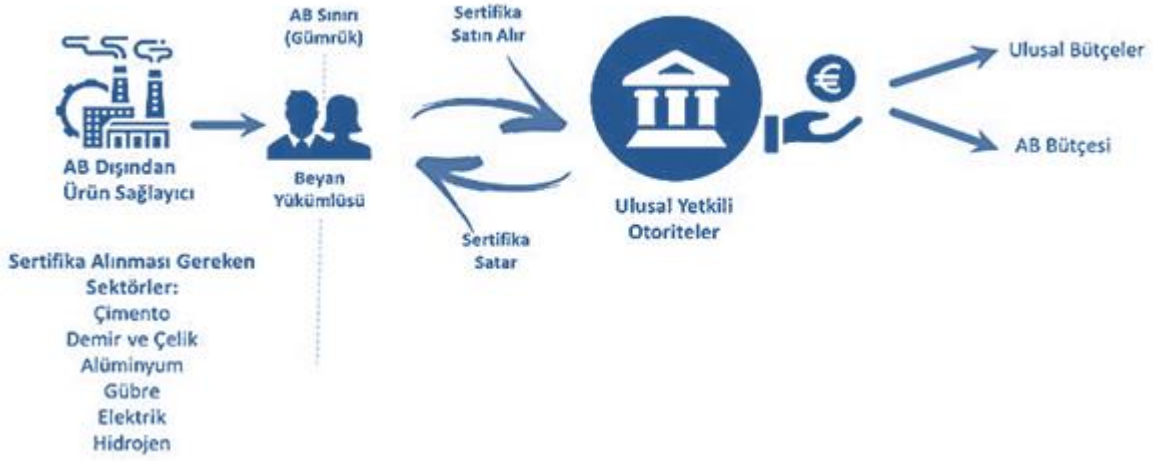 AB Sınırı
(Gümrük)
Sertifika
Satın Alır
Ulusal Bütçeler
AB Bütçesi
AB Dışından
Ürün Sağlayıcı
Beyan
Yükümlüsü
Ulusal Yetkili
Otoriteler
Sertifika
Satar
Sertifika Alınması Gereken
Sektörler:
Çimento
Demir ve Çelik
Alüminyum
Gübre
Elektrik
Hidrojen